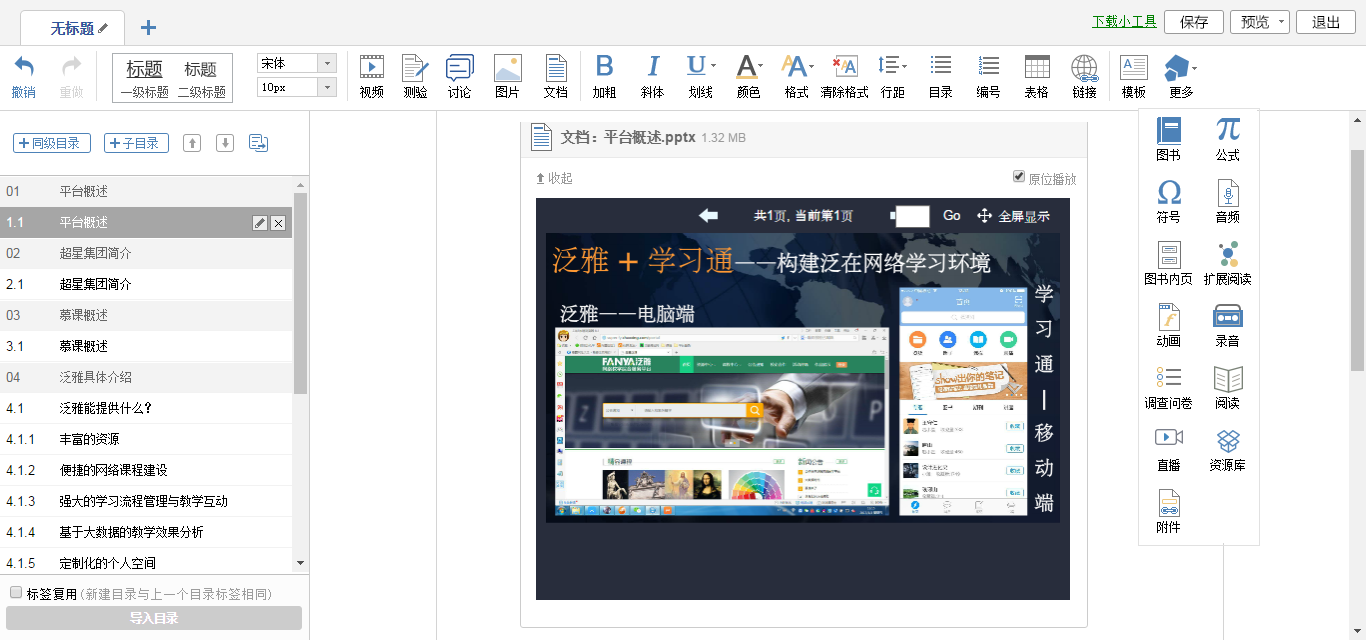 无标题
下载小工具
保存
预览
退出
撤销
重做
标题
一级标题
标题
二级标题
宋体
10px
视频
测验
讨论
图片
文档
加粗
斜体
划线
颜色
格式
清除格式
行距
目录
编号
表格
链接
模板
更多
+同级目录
+子目录
01 平台概述
1.1 平台概述
02 超星集团简介
2.1 超星集团简介
03 慕课概述
3.1 慕课概述
04 泛雅具体介绍
4.1 泛雅能提供什么?
4.1.1 丰富的资源
4.1.2 便捷的网络课程建设
4.1.3 强大的学习流程管理与教学互动
4.1.4 基于大数据的教学效果分析
4.1.5 定制化的个人空间
标签复用(新建目录与上一个目录标签相同)
导入目录
文档：平台概述.pptx 1.32 MB
收起
原位播放
共1页, 当前第1页
Go
全屏显示
泛雅 + 学习通——构建泛在网络学习环境
泛雅——电脑端
FANYA泛雅
show出你的笔记
学习通—移动端
图书
公式
符号
音频
图书内页
扩展阅读
动画
录音
调查问卷
阅读
直播
资源库
附件